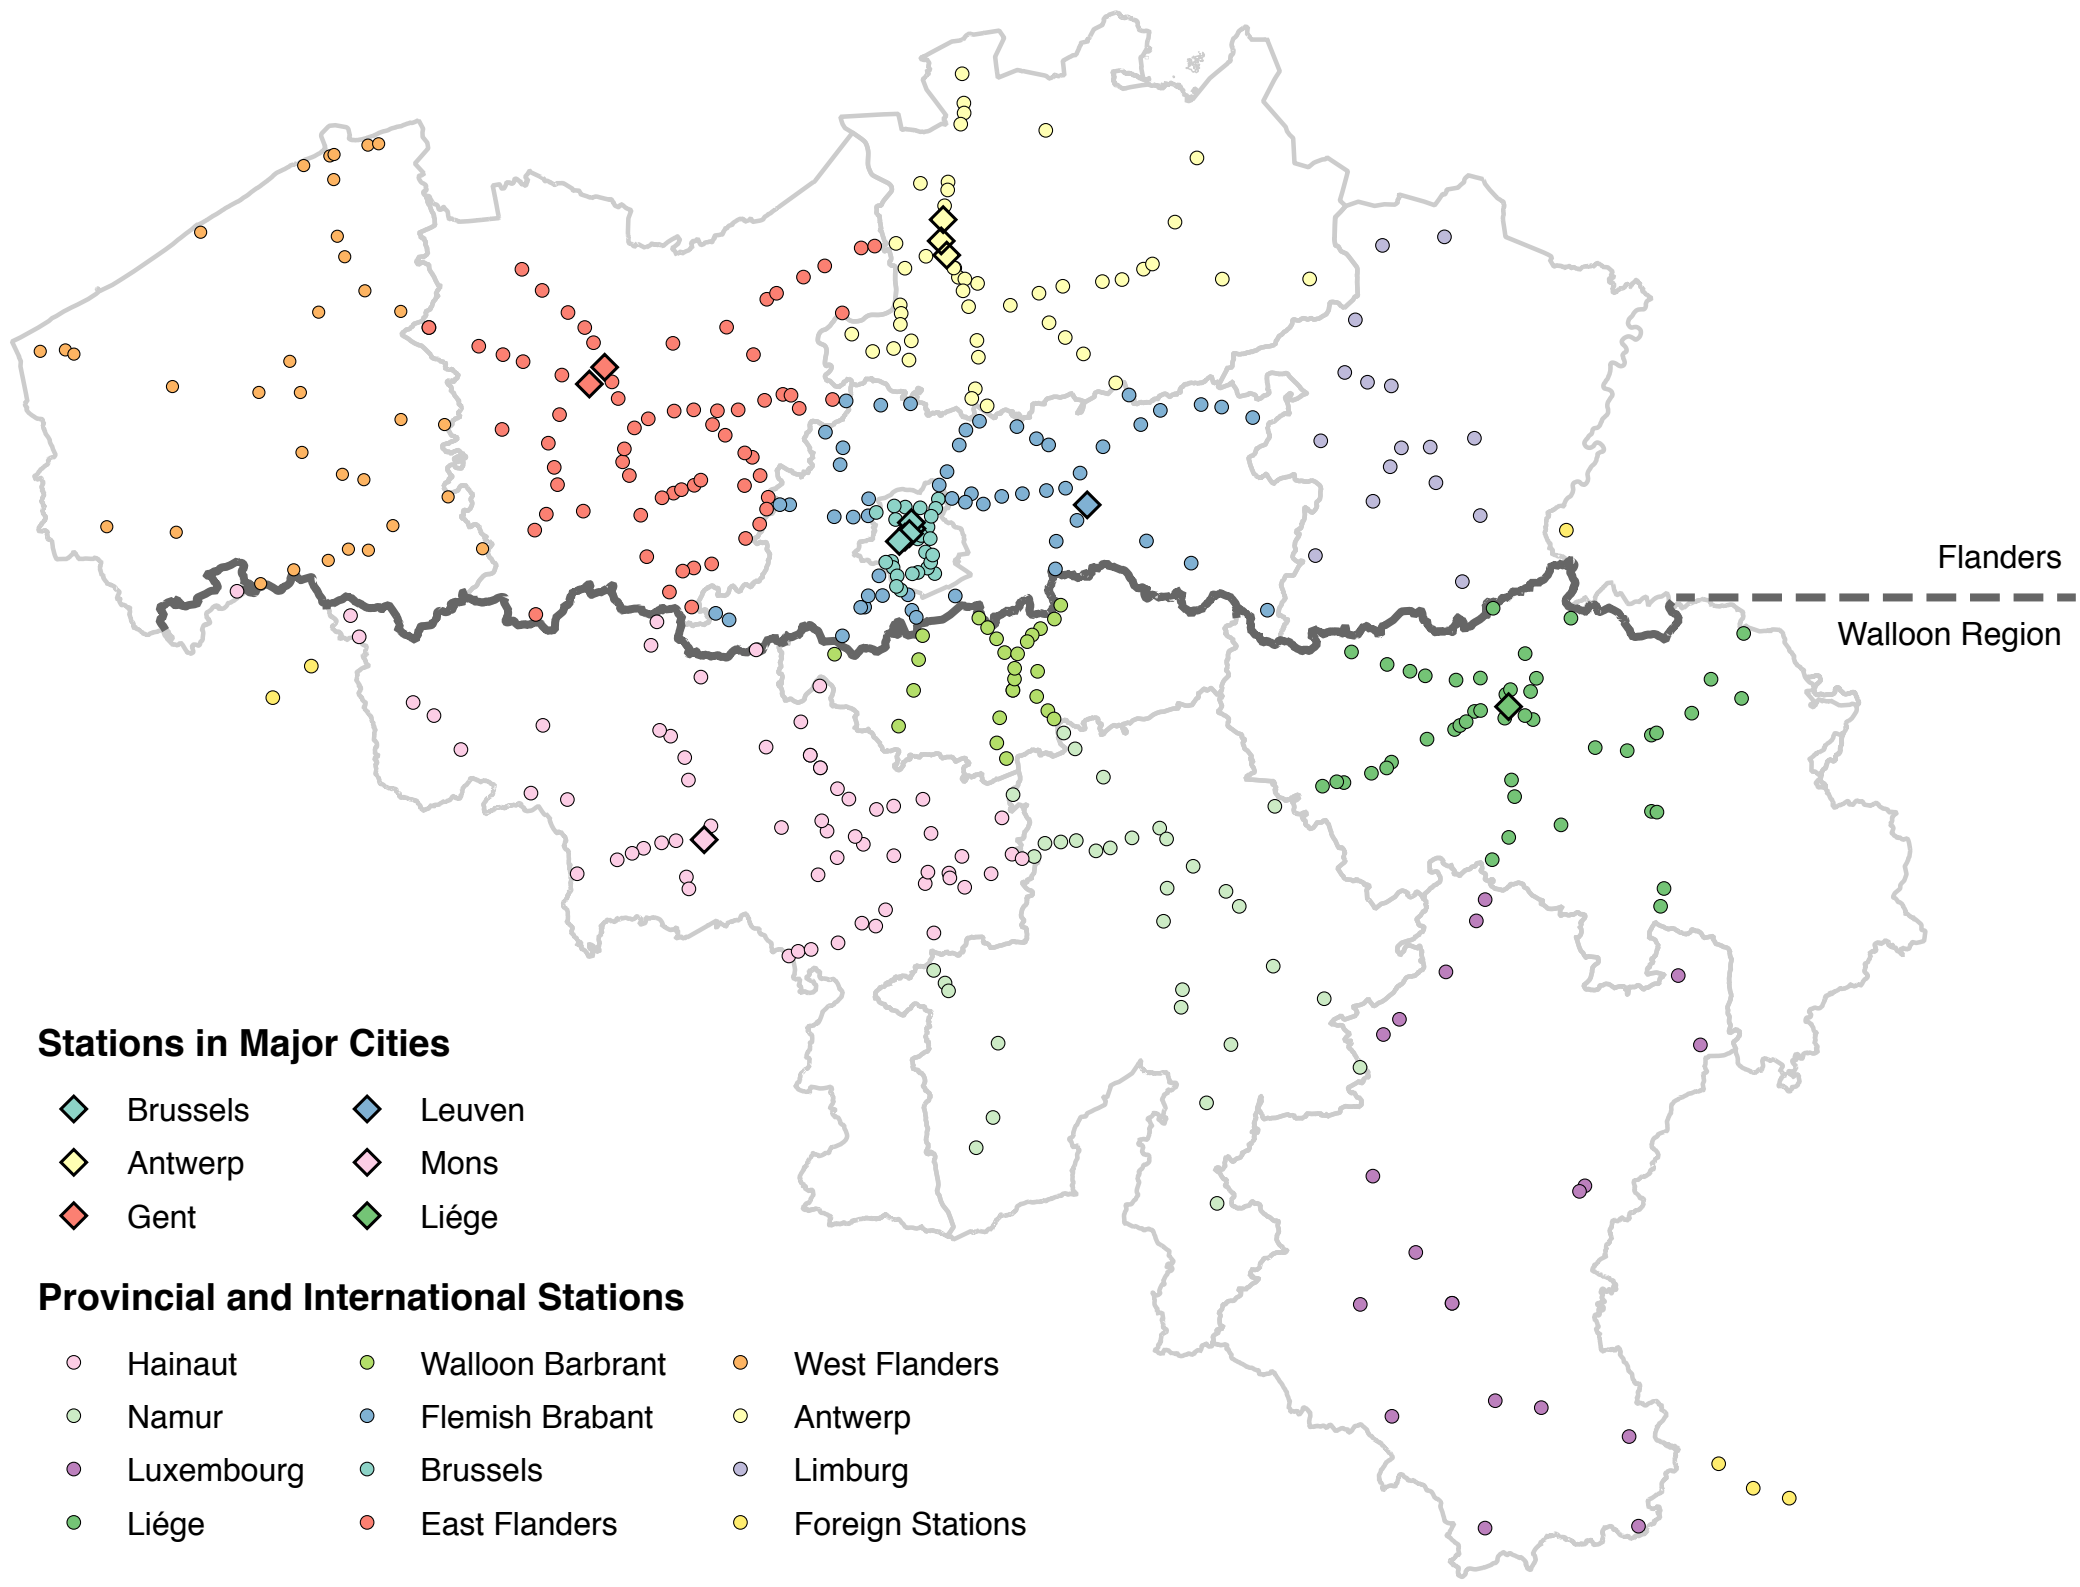 Flanders
Walloon Region
Stations in Major Cities
Brussels
Leuven
Antwerp
Mons
Gent
Liége
Provincial and International Stations
Hainaut
Walloon Barbrant
West Flanders
Namur
Flemish Brabant
Antwerp
Luxembourg
Brussels
Limburg
Liége
East Flanders
Foreign Stations